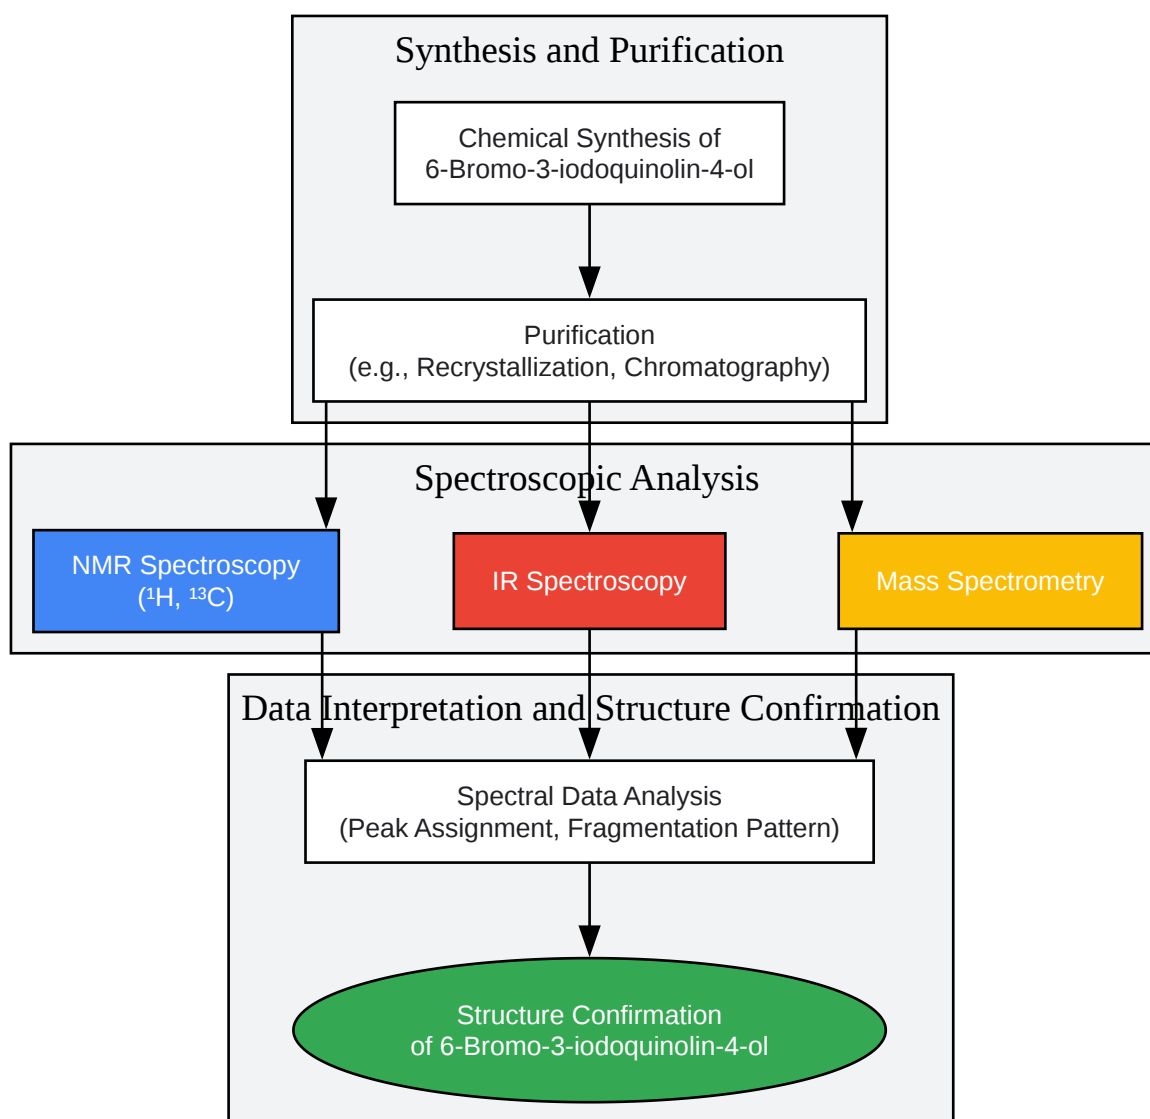 Synthesis and Purification
Chemical Synthesis of
6-Bromo-3-iodoquinolin-4-ol
Purification
(e.g., Recrystallization, Chromatography)
Spectroscopic Analysis
NMR Spectroscopy
(¹H, ¹³C)
IR Spectroscopy
Mass Spectrometry
Data Interpretation and Structure Confirmation
Spectral Data Analysis
(Peak Assignment, Fragmentation Pattern)
Structure Confirmation
of 6-Bromo-3-iodoquinolin-4-ol